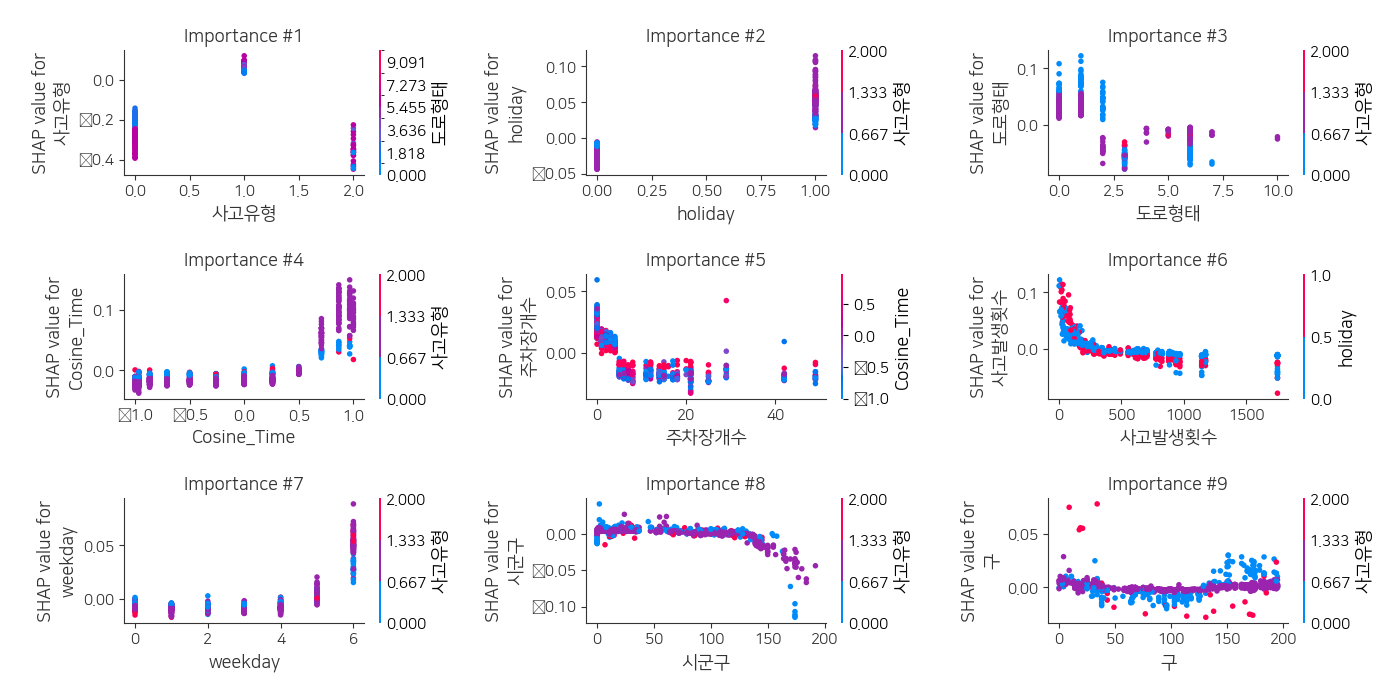 Importance #1
SHAP value for
사고유형
0.0
0.2
0.4
0.0
0.5
1.0
1.5
2.0
사고유형
9.091
7.273
5.455
3.636
1.818
0.000
도로형태
Importance #2
SHAP value for
holiday
0.10
0.05
0.00
0.05
0.00
0.25
0.50
0.75
1.00
holiday
2.000
1.333
0.667
0.000
사고유형
Importance #3
SHAP value for
도로형태
0.1
0.0
0.0
2.5
5.0
7.5
10.0
도로형태
2.000
1.333
0.667
0.000
사고유형
Importance #4
SHAP value for
Cosine_Time
0.1
0.0
1.0
0.5
0.0
0.5
1.0
Cosine_Time
2.000
1.333
0.667
0.000
사고유형
Importance #5
SHAP value for
주차장개수
0.05
0.00
0
20
40
주차장개수
0.5
0.0
0.5
1.0
Cosine_Time
Importance #6
SHAP value for
사고발생횟수
0.1
0.0
0
500
1000
1500
사고발생횟수
1.0
0.5
0.0
holiday
Importance #7
SHAP value for
weekday
0.05
0.00
0
2
4
6
weekday
2.000
1.333
0.667
0.000
사고유형
Importance #8
SHAP value for
시군구
0.00
0.05
0.10
0
50
100
150
200
시군구
2.000
1.333
0.667
0.000
사고유형
Importance #9
SHAP value for
구
0.05
0.00
0
50
100
150
200
구
2.000
1.333
0.667
0.000
사고유형